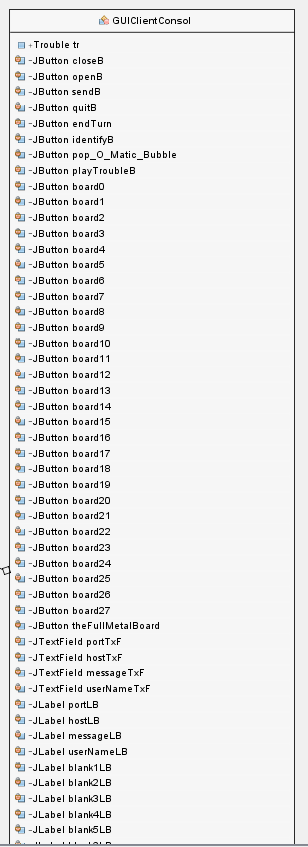 GUIClientConsol
+Trouble tr
-JButton closeB
-JButton openB
-JButton sendB
-JButton quitB
-JButton endTurn
-JButton identifyB
-JButton pop_O_Matic_Bubble
-JButton playTroubleB
-JButton board0
-JButton board1
-JButton board2
-JButton board3
-JButton board4
-JButton board5
-JButton board6
-JButton board7
-JButton board8
-JButton board9
-JButton board10
-JButton board11
-JButton board12
-JButton board13
-JButton board14
-JButton board15
-JButton board16
-JButton board17
-JButton board18
-JButton board19
-JButton board20
-JButton board21
-JButton board22
-JButton board23
-JButton board24
-JButton board25
-JButton board26
-JButton board27
-JButton theFullMetalBoard
-JTextField portTxF
-JTextField hostTxF
-JTextField messageTxF
-JTextField userNameTxF
-JLabel portLB
-JLabel hostLB
-JLabel messageLB
-JLabel userNameLB
-JLabel blank1LB
-JLabel blank2LB
-JLabel blank3LB
-JLabel blank4LB
-JLabel blank5LB